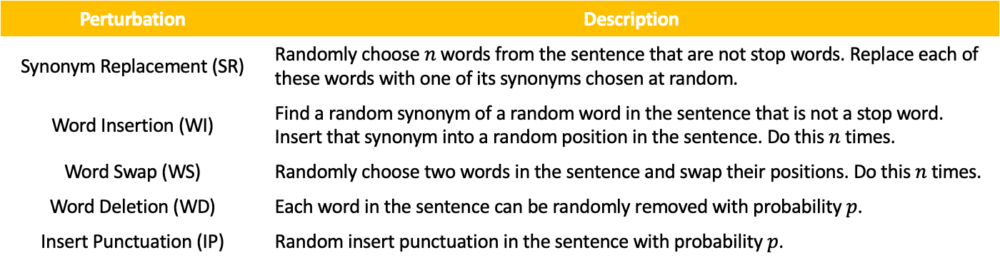 Perturbation Description
Synonym Replacement (SR) Randomly choose n words from the sentence that are not stop words. Replace each of
these words with one of its synonyms chosen at random.
Word Insertion (WI) Find a random synonym of a random word in the sentence that is not a stop word.
Insert that synonym into a random position in the sentence. Do this n times.
Word Swap (WS) Randomly choose two words in the sentence and swap their positions. Do this n times.
Word Deletion (WD) Each word in the sentence can be randomly removed with probability p.
Insert Punctuation (IP) Random insert punctuation in the sentence with probability p.